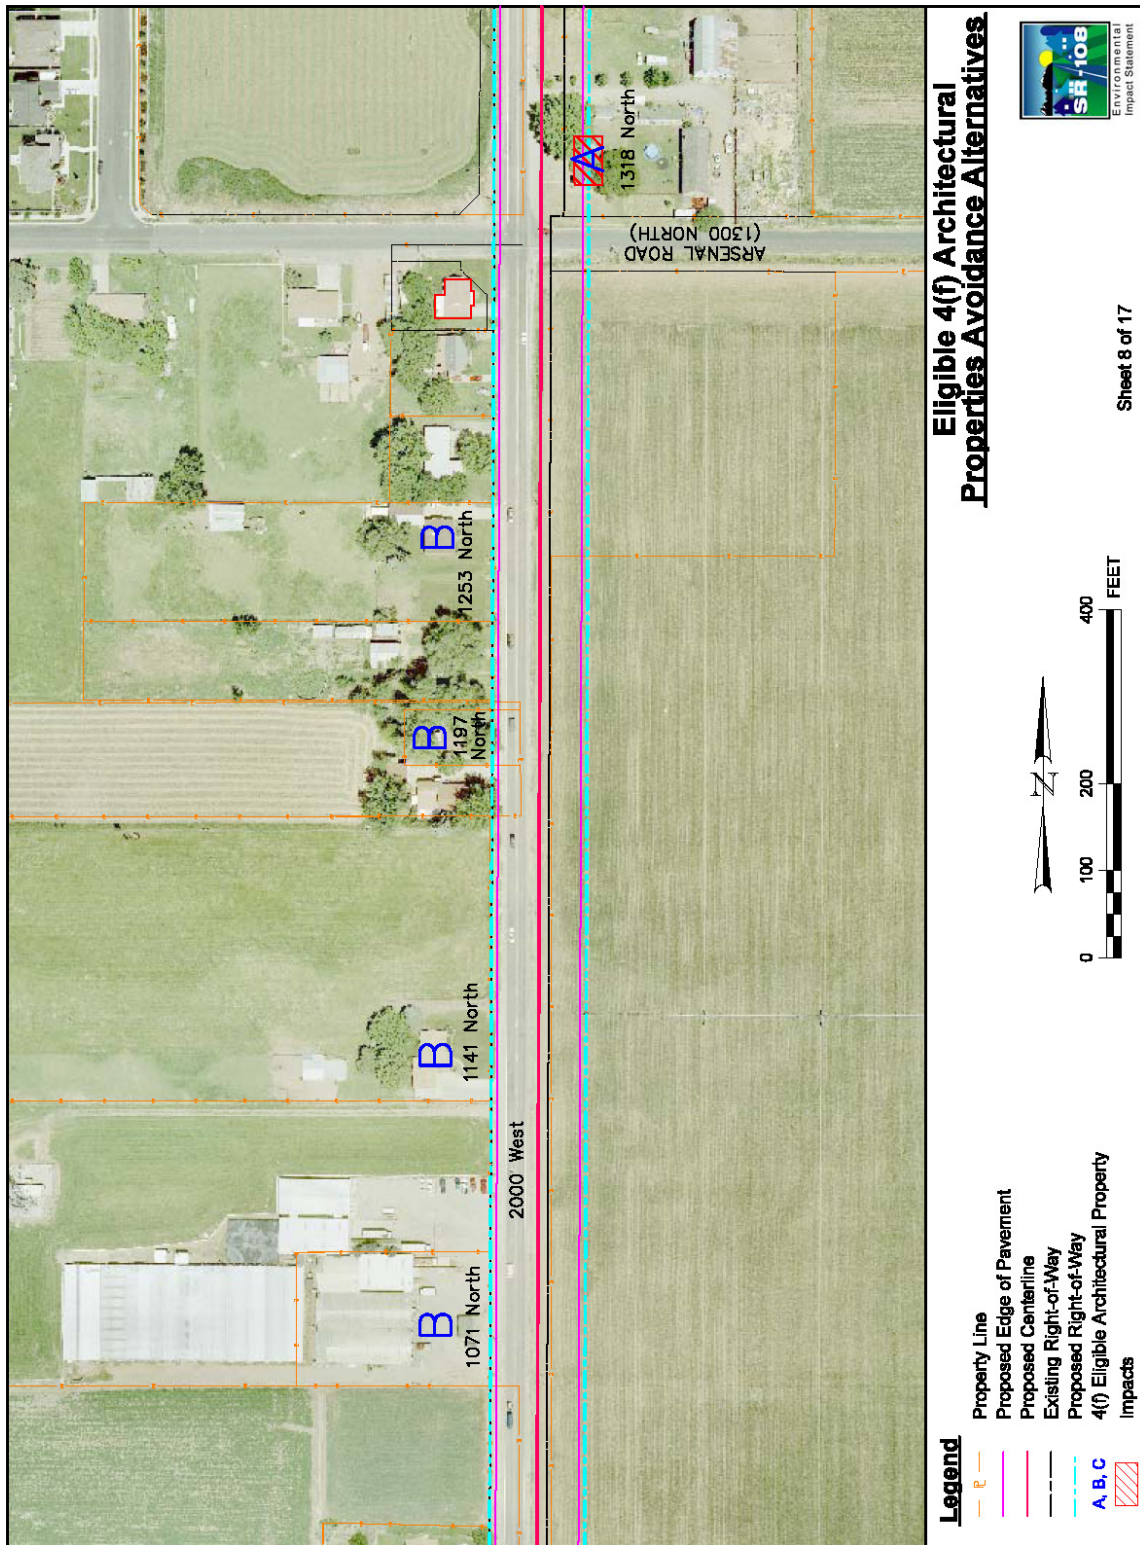 Eligible 4(f) Architectural
Properties Avoidance Alternatives
SR-108
Environmental
Impact Statement
Sheet 8 of 17
1071 North
B
1141 North
B
1197
North
B
1253 North
B
1318 North
A
2000 West
ARSENAL ROAD
(1300 NORTH)
N
0
100
200
400
FEET
Legend
PL
Property Line
Proposed Edge of Pavement
Proposed Centerline
Existing Right-of-Way
Proposed Right-of-Way
A, B, C
4(f) Eligible Architectural Property
Impacts